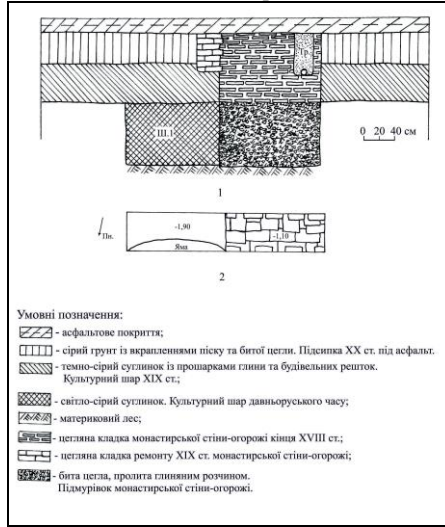 Тр.
Ш.1
0 20 40 см
1
Пн.
-1,90
-1,10
Яма
2
Умовні позначення:
- асфальтове покриття;
- сірий грунт із вкрапленнями піску та битої цегли. Підсипка ХХ ст. під асфальт.
- темно-сірий суглинок із прошарками глини та будівельних решток.
Культурний шар ХІХ ст.;
- світло-сірий суглинок. Культурний шар давньоруського часу;
- материковий лес;
- цегляна кладка монастирської стіни-огорожі кінця XVIII ст.;
- цегляна кладка ремонту ХІХ ст. монастирської стіни-огорожі;
- бита цегла, пролита глиняним розчином.
Підмурівок монастирської стіни-огорожі.